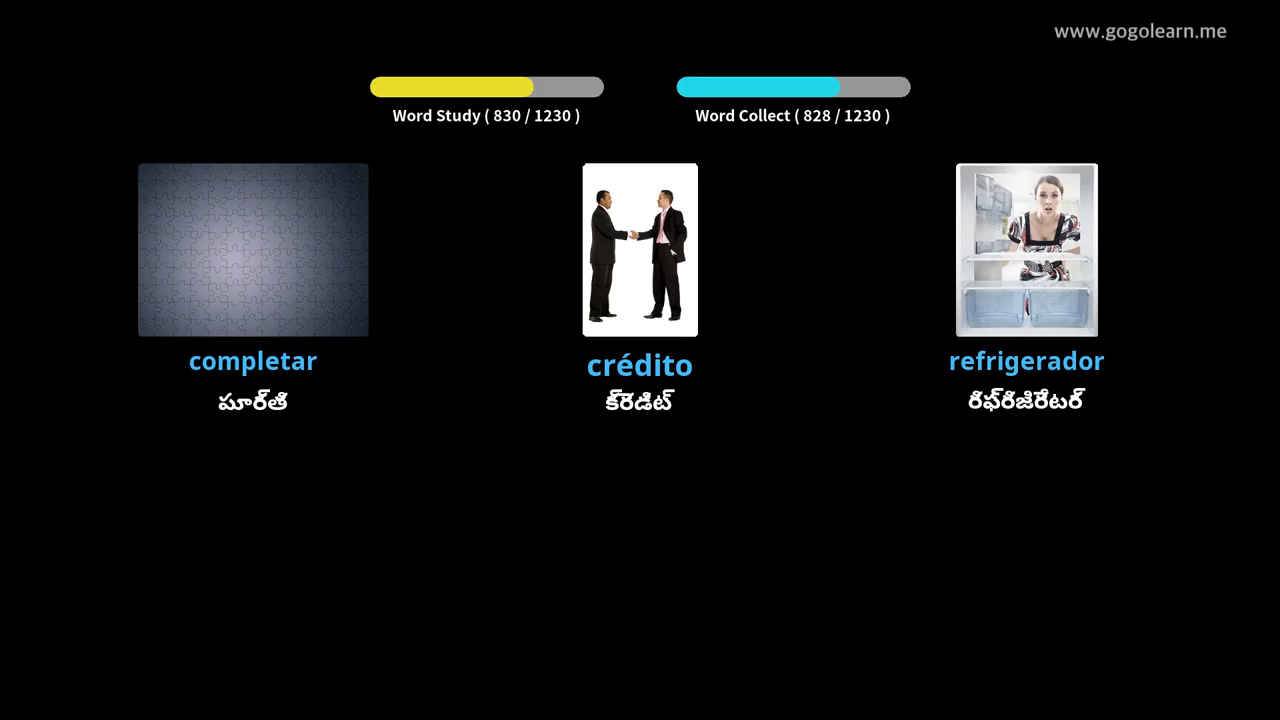 www.gogolearn.me
Word Study ( 830 / 1230 )
Word Collect ( 828 / 1230 )
completar
crédito
refrigerador
పూర్‌తి
క్‌రెడిట్
రిఫ్‌రిజిరేటర్